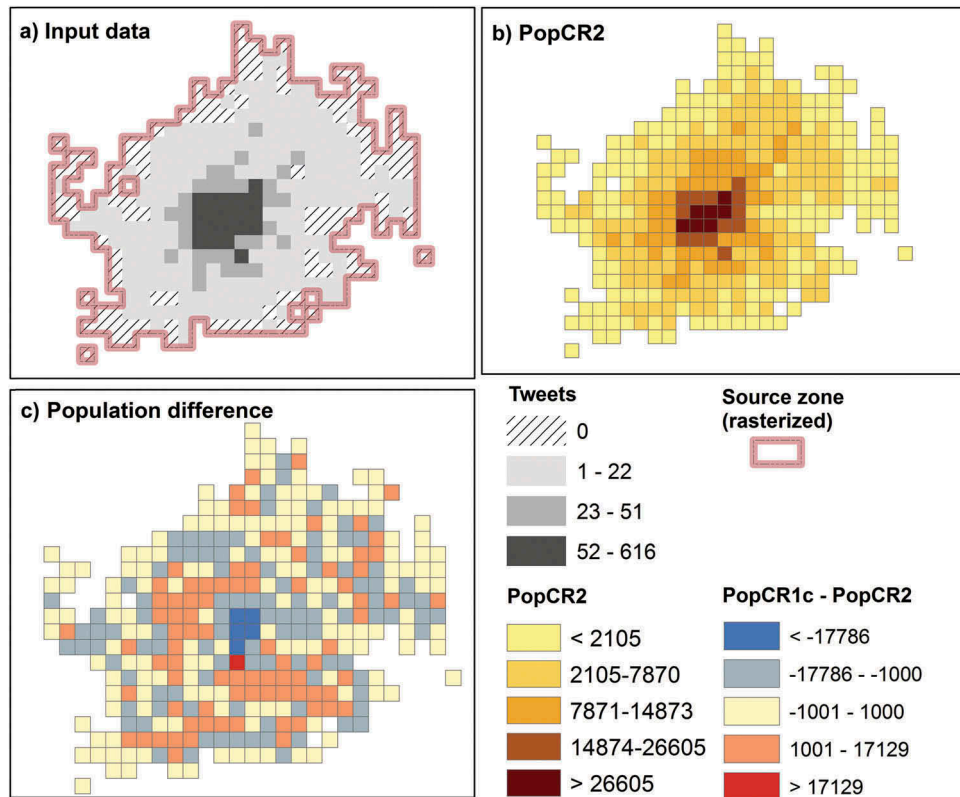 a) Input data
b) PopCR2
c) Population difference
Tweets
0
1 - 22
23 - 51
52 - 616
Source zone
(rasterized)
PopCR2
< 2105
2105-7870
7871-14873
14874-26605
> 26605
PopCR1c - PopCR2
< -17786
-17786 - -1000
-1001 - 1000
1001 - 17129
> 17129